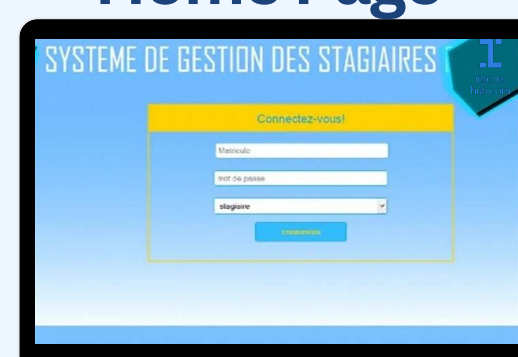 Home Page
SYSTEME DE GESTION DES STAGIAIRES
Connectez-vous!
Matricule
mot de passe
stagiaire
connexion